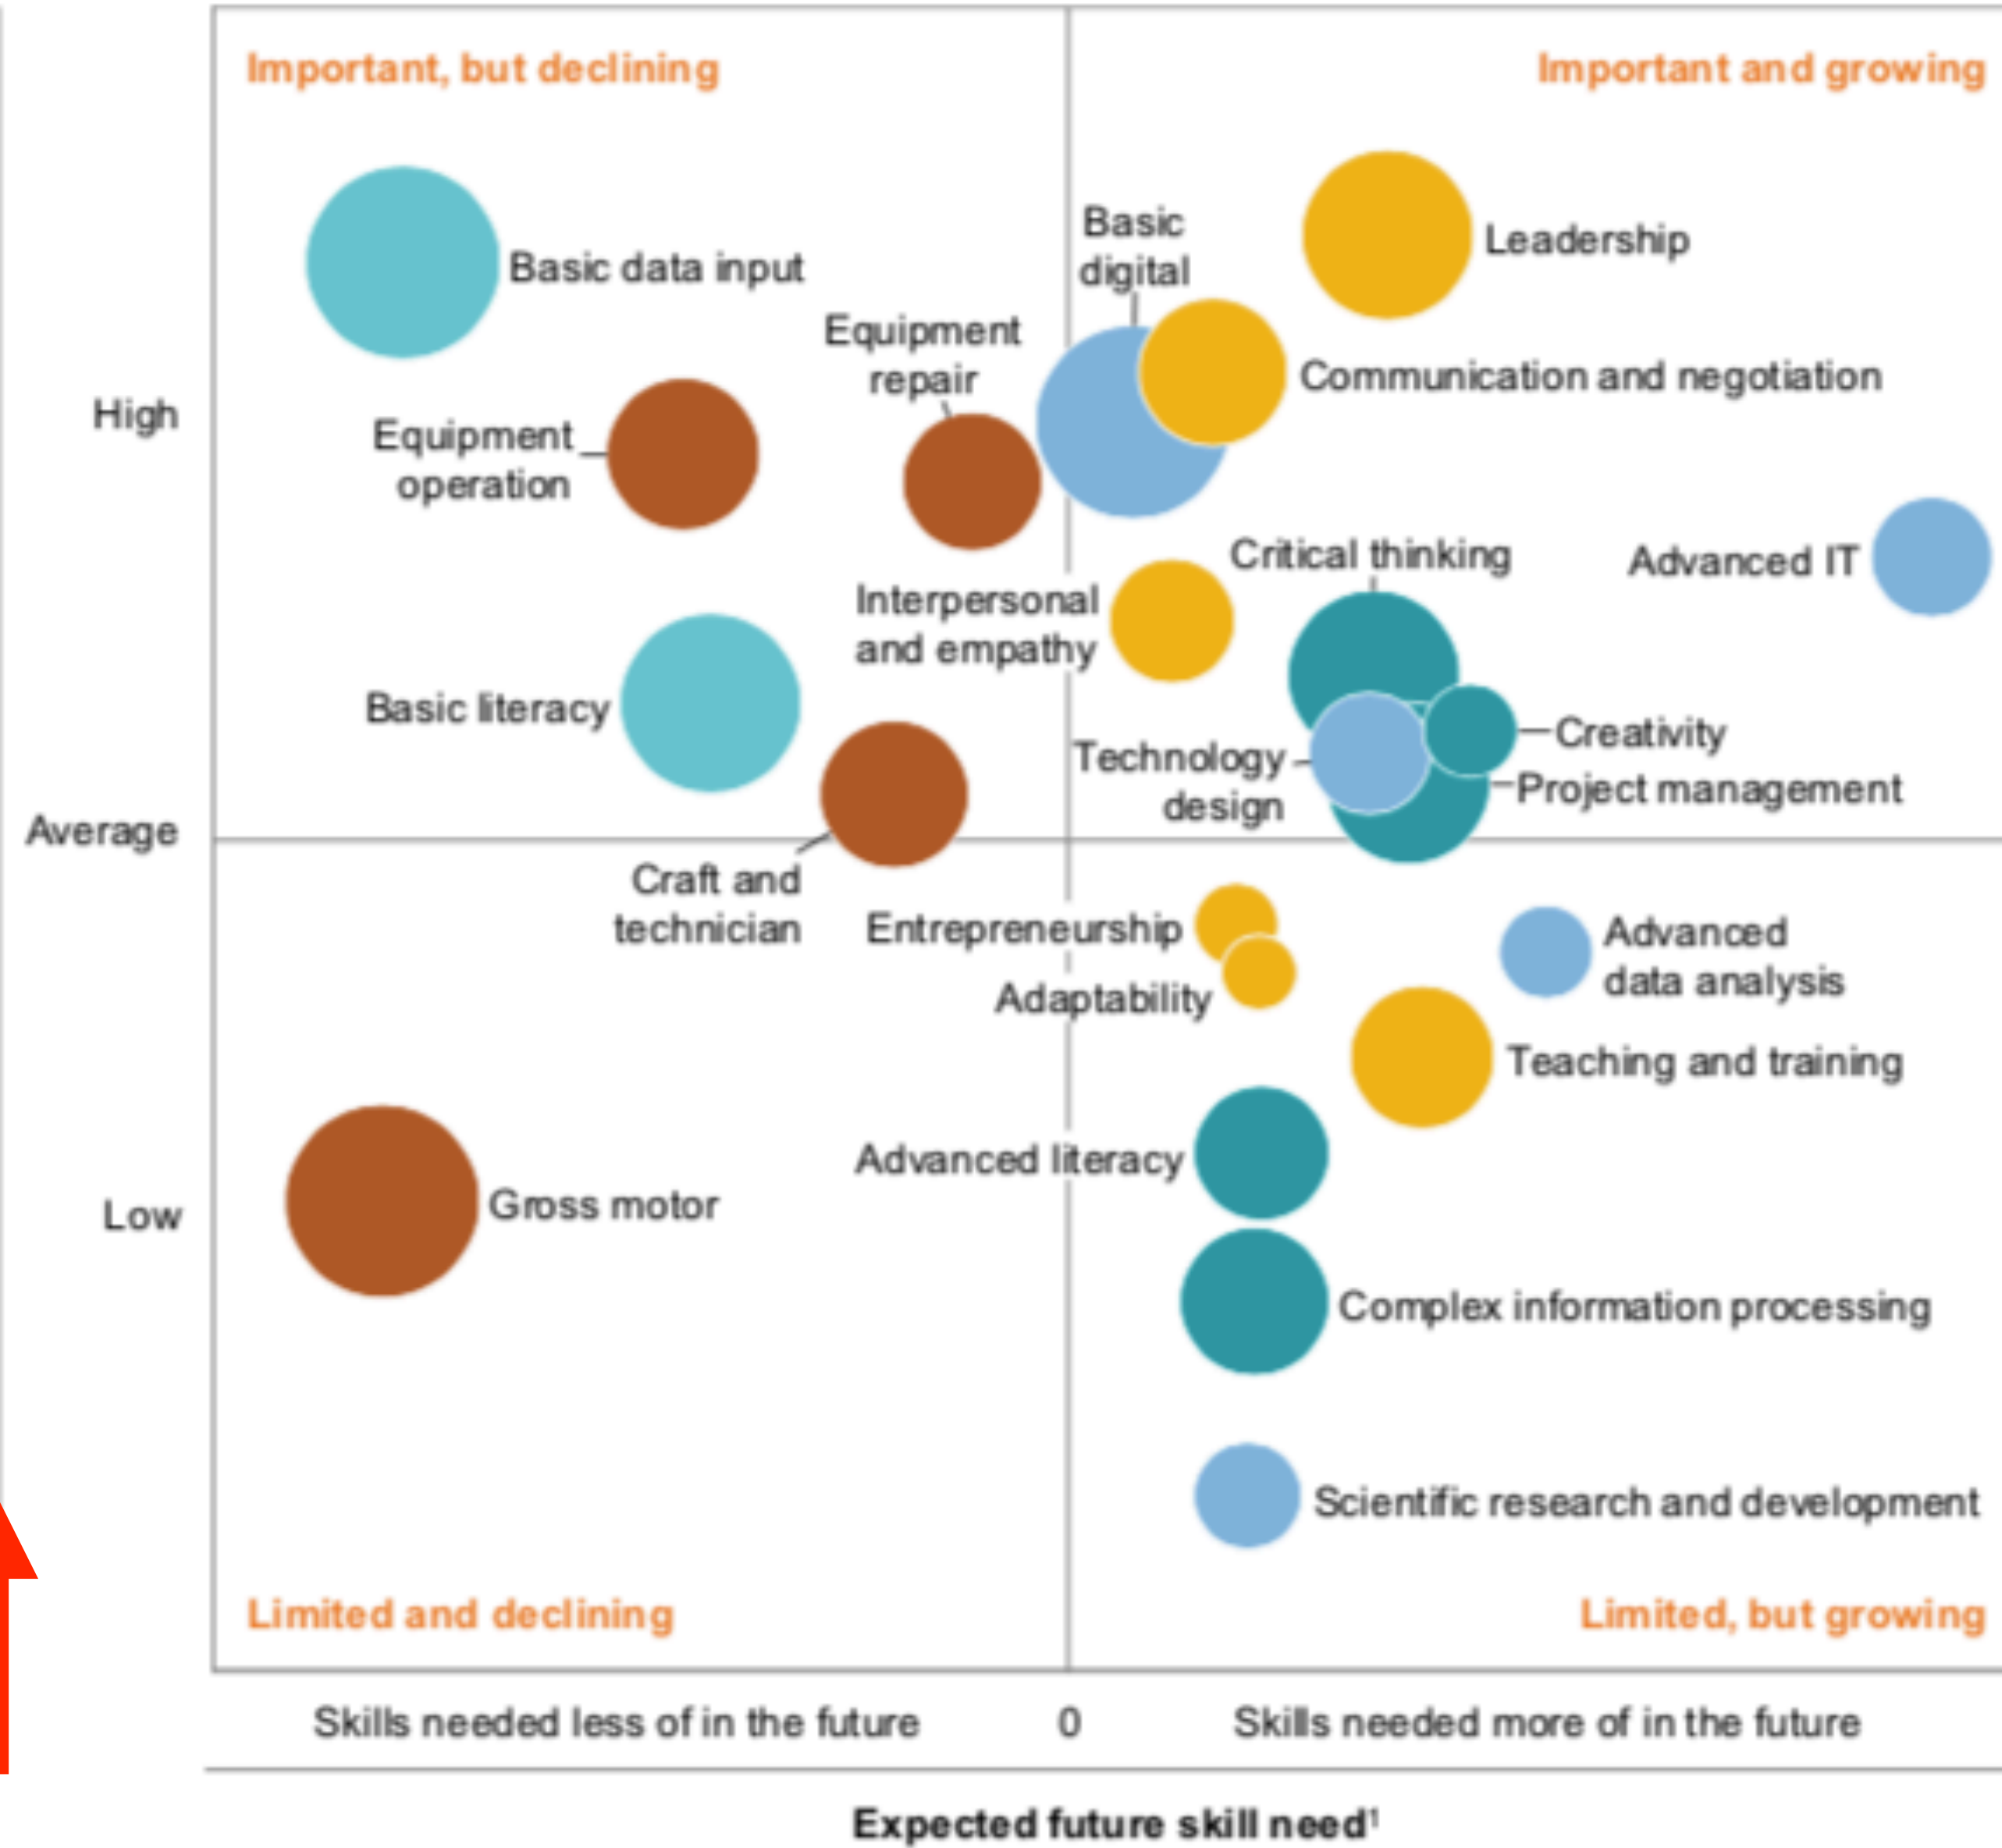 Important, but declining
Important and growing
Basic
digital
Leadership
Basic data input
Equipment
repair
Communication and negotiation
High
Equipment
operation
Critical thinking
Advanced IT
Interpersonal
and empathy
Basic literacy
Creativity
Technology
design
Project management
Average
Craft and
technician
Entrepreneurship
Advanced
data analysis
Adaptability
Teaching and training
Advanced literacy
Gross motor
Low
Complex information processing
Scientific research and development
Limited and declining
Limited, but growing
Skills needed less of in the future
0
Skills needed more of in the future
Expected future skill need¹